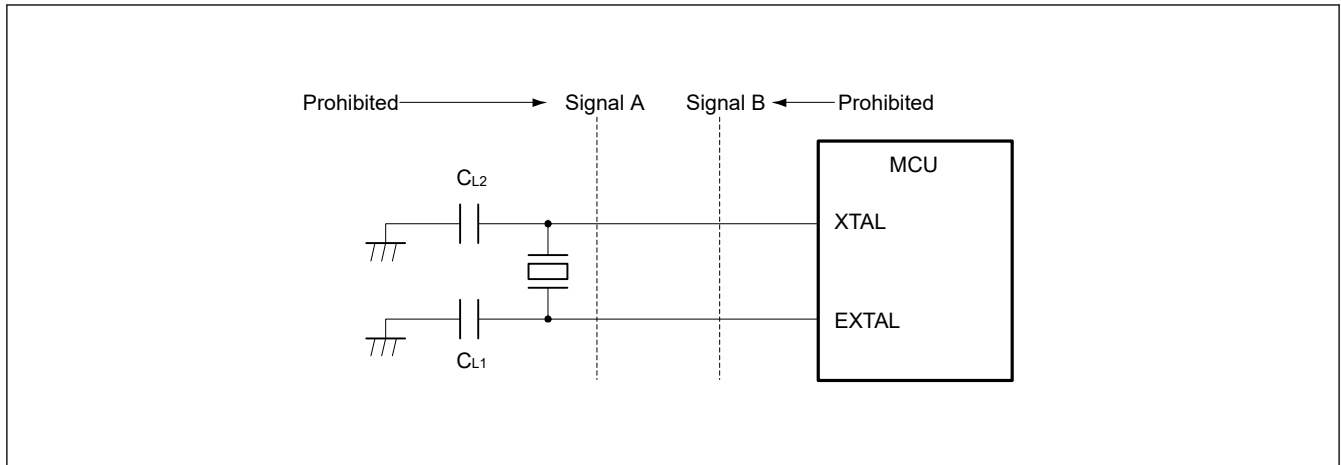 Prohibited Signal A Signal B Prohibited
MCU
CL2
XTAL
EXTAL
CL1